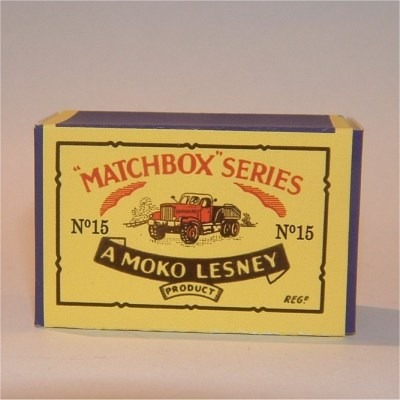 "MATCHBOX" SERIES
Nº15 Nº15
A MOKO LESNEY
PRODUCT
REGD